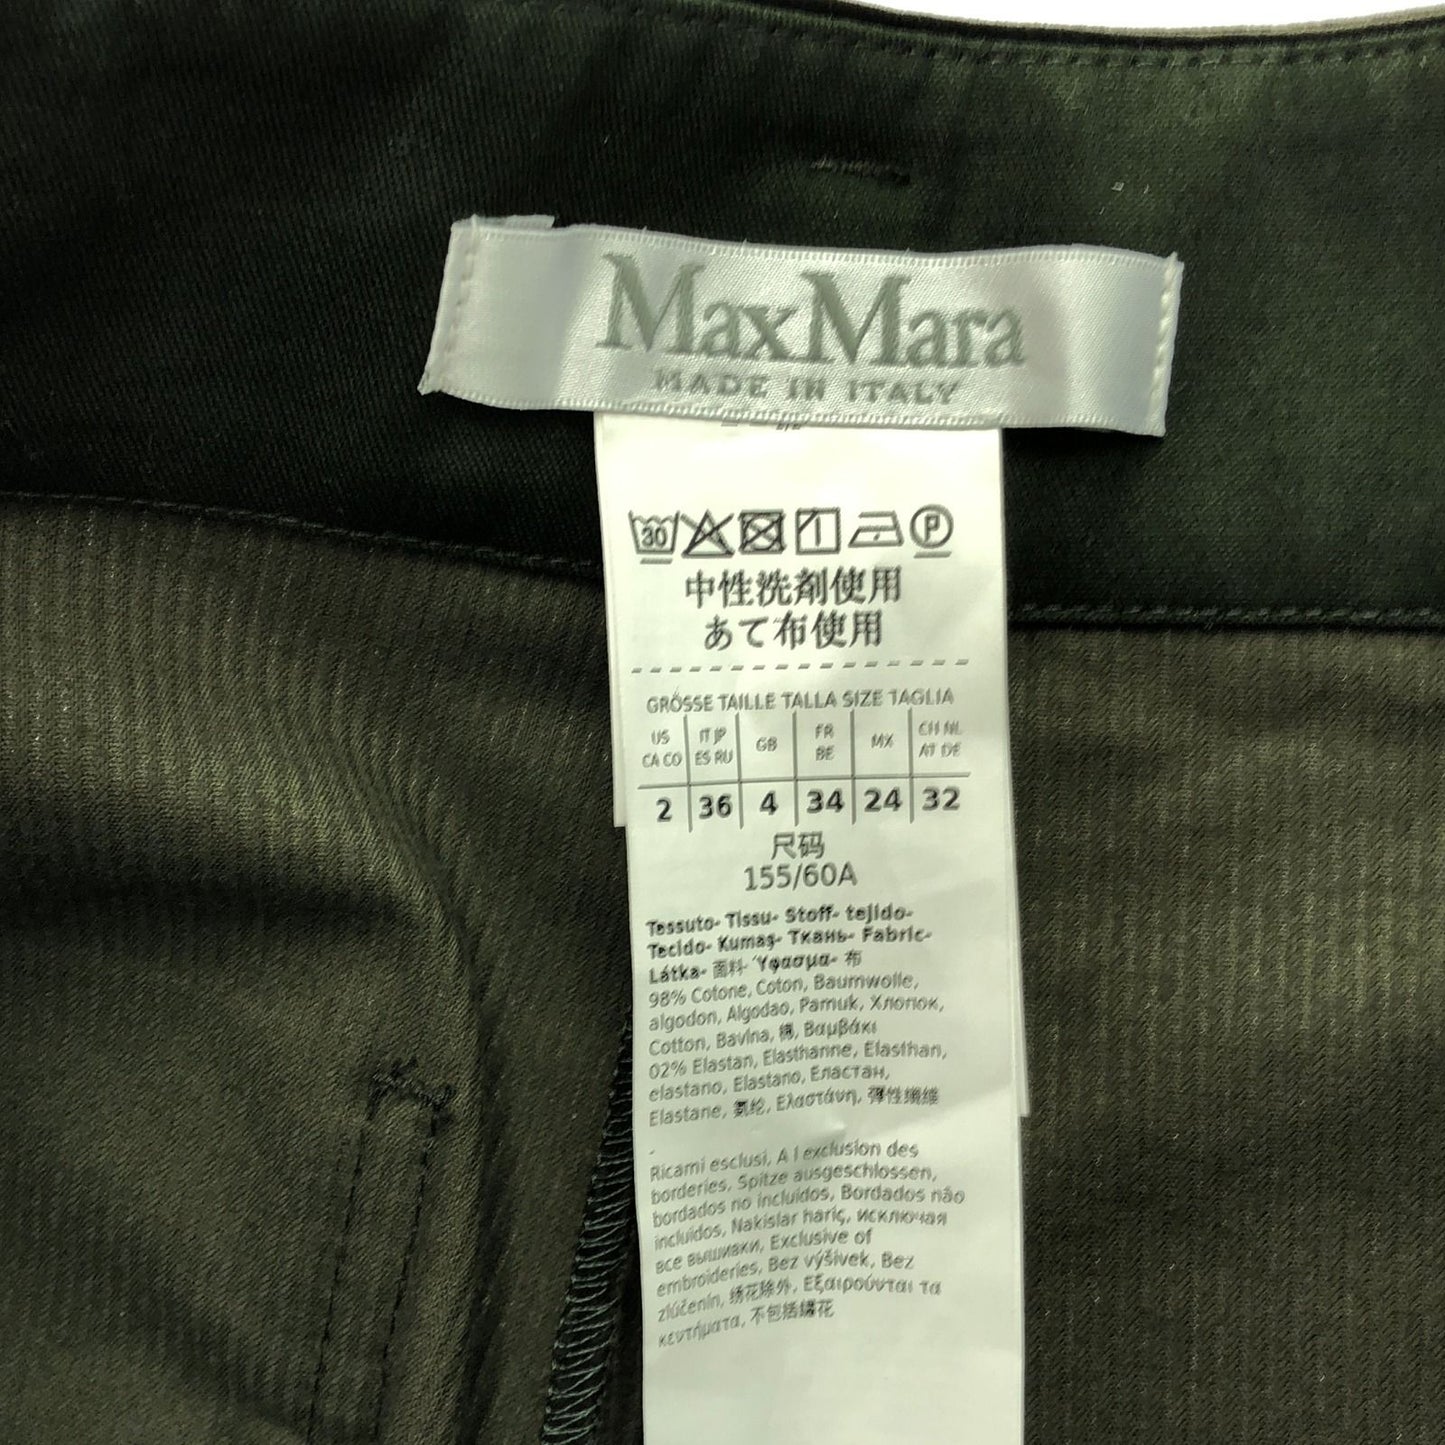 MaxMara
MADE IN ITALY
30 P
中性洗剤使用
あて布使用
GRÖSSE TAILLE TALLA SIZE TAGLIA
US CA CO | IT JP ES RU | GB | FR BE | MX | CH NL AT DE
2 | 36 | 4 | 34 | 24 | 32
尺码
155/60A
Tessuto- Tissu- Stoff- tejido-
Tecido- Kumaş- Ткань- Fabric-
Látka- 面料- Ύφασμα- 布
98% Cotone, Coton, Baumwolle,
algodon, Algodao, Pamuk, Хлопок,
Cotton, Bavlna, 棉, Βαμβάκι
02% Elastan, Elasthanne, Elasthan,
elastano, Elastano, Еластан,
Elastane, 氨纶, Ελαστάνη, 弾性繊維
-
Ricami esclusi, A l exclusion des
borderies, Spitze ausgeschlossen,
bordados no incluidos, Bordados não
incluidos, Nakislar hariç, исключая
все вышивки, Exclusive of
embroideries, Bez výšivek, Bez
zlúčenín, 绣花除外, Εξαιρούνται τα
κεντήματα, 不包括繡花